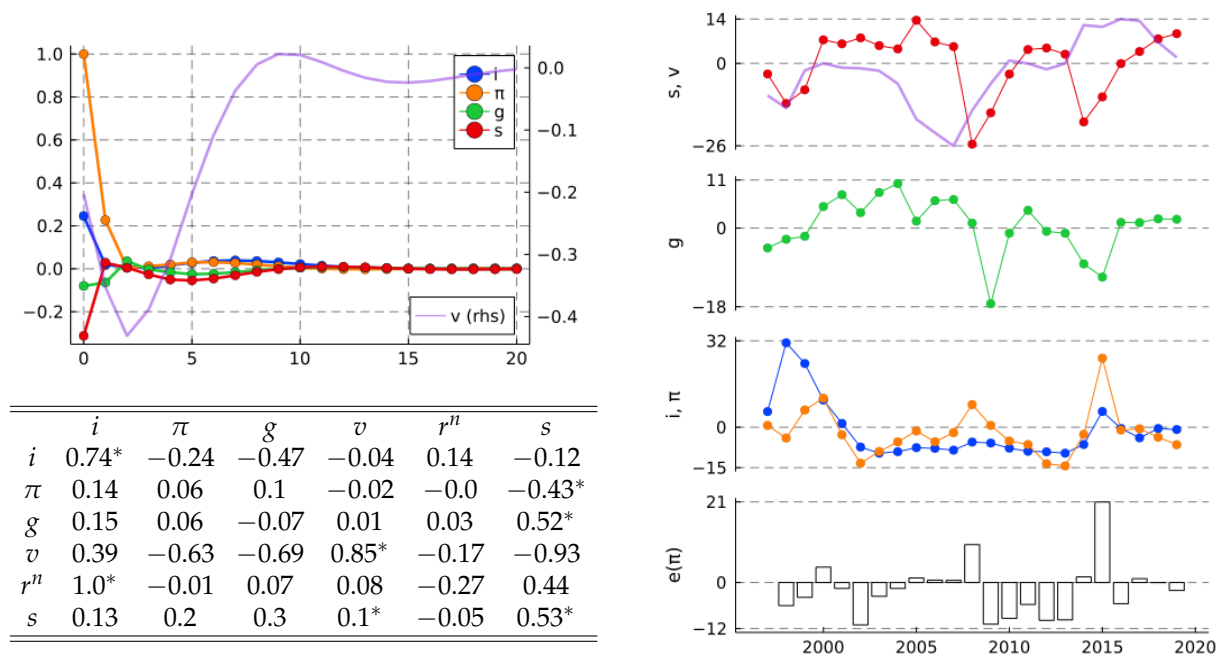 1.0
0.8
0.6
0.4
0.2
0.0
−0.2
0.0
−0.1
−0.2
−0.3
−0.4
i
π
g
s
v (rhs)
0 5 10 15 20
i π g v rⁿ s
i 0.74* −0.24 −0.47 −0.04 0.14 −0.12
π 0.14 0.06 0.1 −0.02 −0.0 −0.43*
g 0.15 0.06 −0.07 0.01 0.03 0.52*
v 0.39 −0.63 −0.69 0.85* −0.17 −0.93
rⁿ 1.0* −0.01 0.07 0.08 −0.27 0.44
s 0.13 0.2 0.3 0.1* −0.05 0.53*
s, v
14
0
−26
g
11
0
−18
i, π
32
0
−15
e(π)
21
0
−12
2000 2005 2010 2015 2020